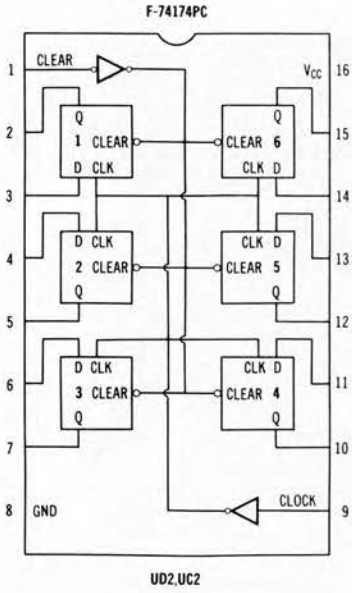 F-74174PC
1 CLEAR VCC 16
2 Q Q 15
1 CLEAR CLEAR 6
3 D CLK CLK D 14
4 D CLK CLK D 13
2 CLEAR CLEAR 5
5 Q Q 12
6 D CLK CLK D 11
3 CLEAR CLEAR 4
7 Q Q 10
8 GND CLOCK 9
UD2,UC2